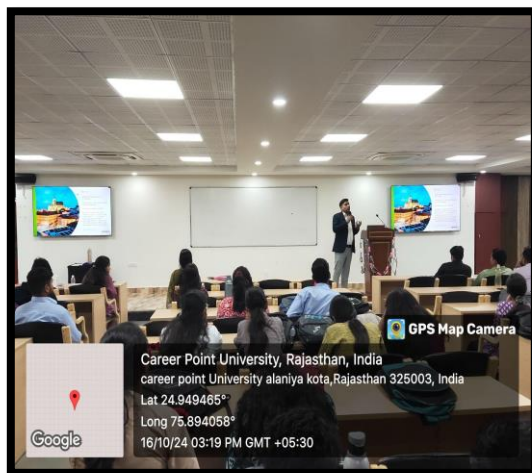 GPS Map Camera
Career Point University, Rajasthan, India
career point University alaniya kota,Rajasthan 325003, India
Lat 24.949465°
Long 75.894058°
16/10/24 03:19 PM GMT +05:30
Google